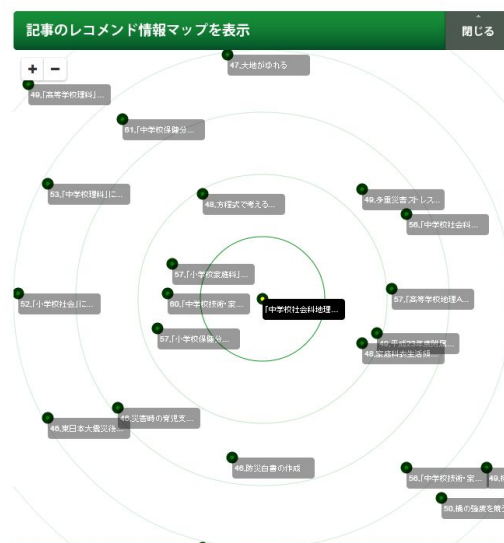 記事のレコメンド情報マップを表示
閉じる
+ −
47.大地がゆれる
49.「高等学校理科」...
61.「中学校保健分...
53.「中学校理科」に...
48.方程式で考える...
49.多重災害ストレス...
56.「中学校社会科...
57.「小学校家庭科」...
52.「小学校社会」に...
60.「中学校技術・家...
57.「高等学校地理A...
「中学校社会科地理...
57.「小学校保健分...
48.家庭科衣生活領...
46.東日本大震災後...
災害時の育児支...
46.防災白書の作成
56.「中学校技術・家...
49.
50.橋の強度を競